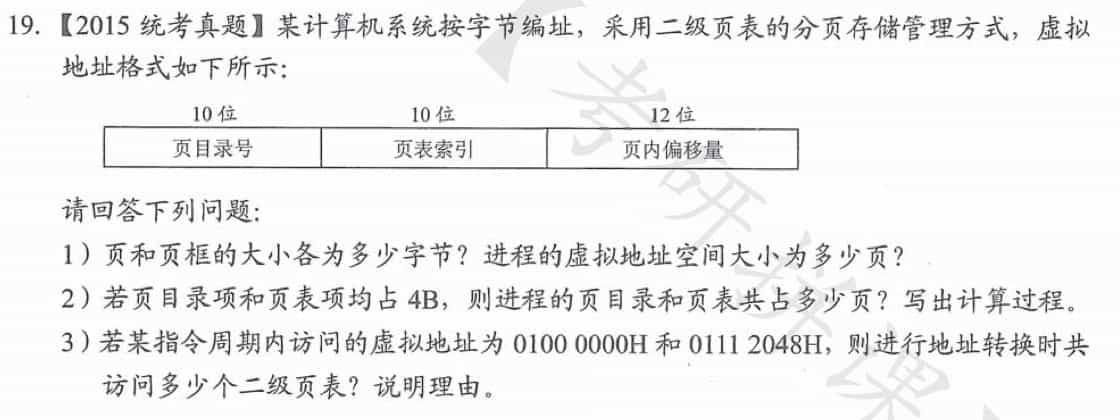 19.【2015 统考真题】某计算机系统按字节编址，采用二级页表的分页存储管理方式，虚拟
地址格式如下所示：
10 位 10 位 12 位
页目录号 页表索引 页内偏移量
请回答下列问题：
1）页和页框的大小各为多少字节？进程的虚拟地址空间大小为多少页？
2）若页目录项和页表项均占 4B，则进程的页目录和页表共占多少页？写出计算过程。
3）若某指令周期内访问的虚拟地址为 0100 0000H 和 0111 2048H，则进行地址转换时共
访问多少个二级页表？说明理由。
【考研拼课